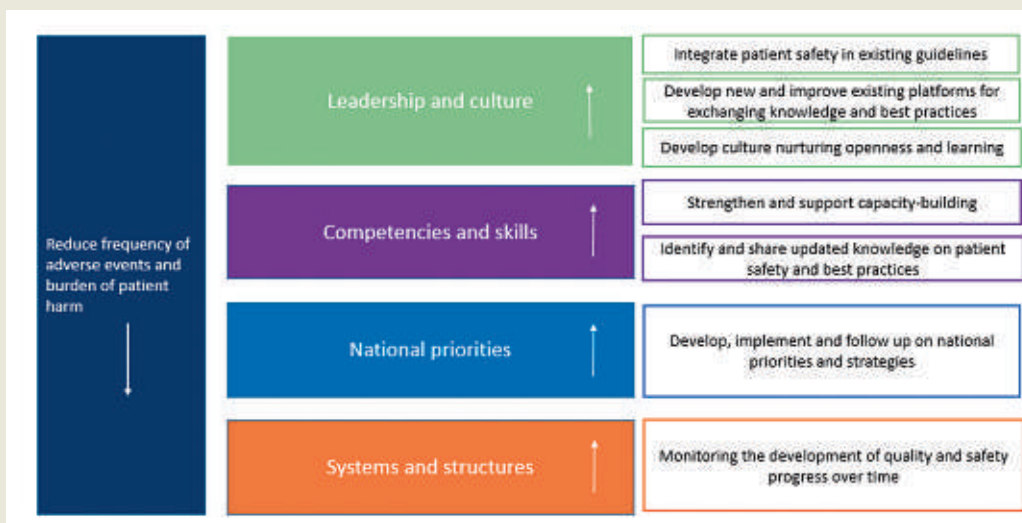 Reduce frequency of
adverse events and
burden of patient
harm
Leadership and culture
Integrate patient safety in existing guidelines
Develop new and improve existing platforms for
exchanging knowledge and best practices
Develop culture nurturing openness and learning
Competencies and skills
Strengthen and support capacity-building
Identify and share updated knowledge on patient
safety and best practices
National priorities
Develop, implement and follow up on national
priorities and strategies
Systems and structures
Monitoring the development of quality and safety
progress over time